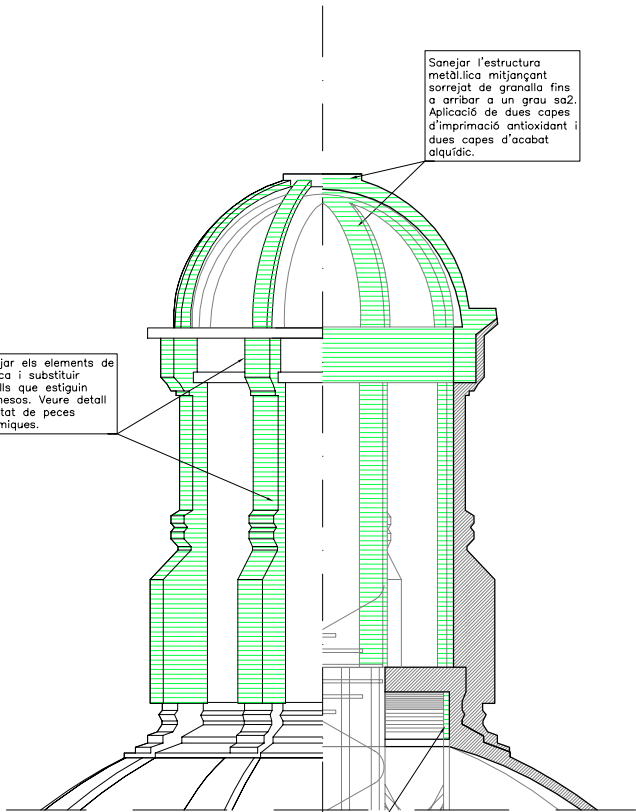 Sanejar l'estructura
metàl.lica mitjançant
sorrejat de granalla fins
a arribar a un grau sa2.
Aplicació de dues capes
d'imprimació antioxidant i
dues capes d'acabat
alquídic.
els elements de
i substituir
que estiguin
Veure detall
de peces